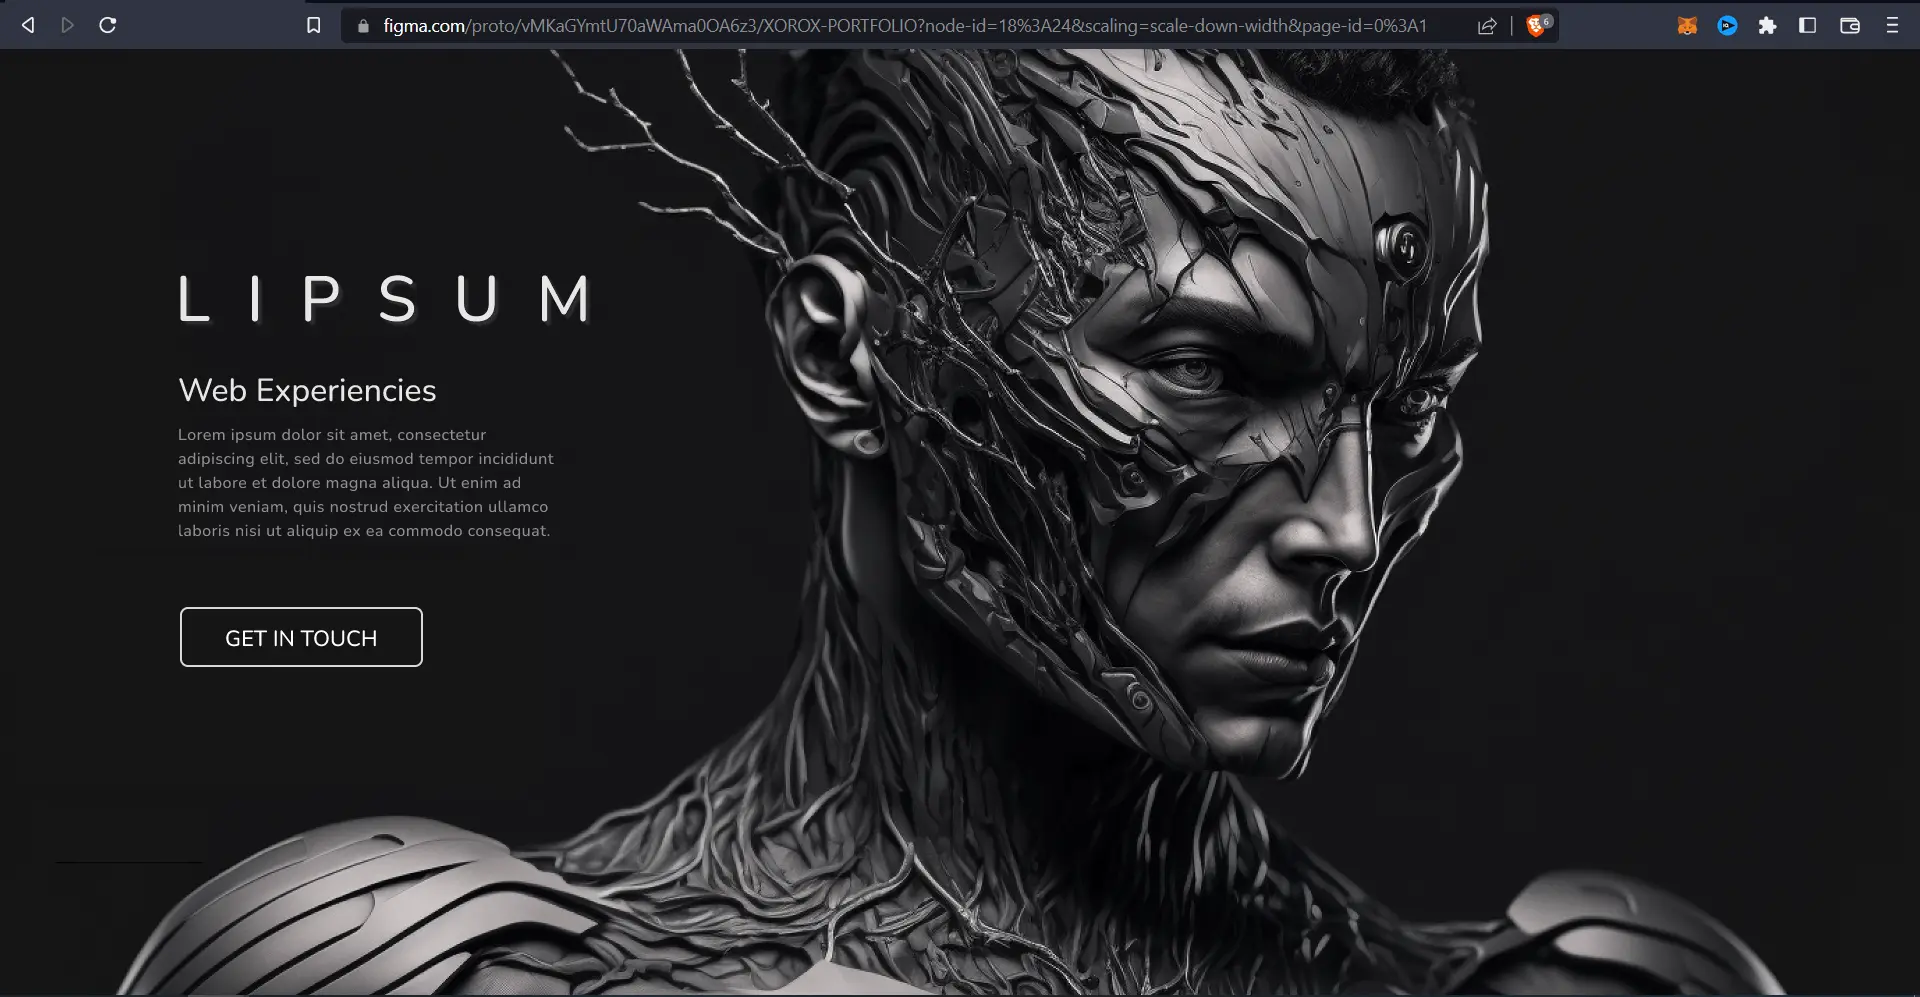 figma.com/proto/vMKaGYmtU70aWAma0OA6z3/XOROX-PORTFOLIO?node-id=18%3A24&scaling=scale-down-width&page-id=0%3A1
6
LIPSUM
Web Experiencies
Lorem ipsum dolor sit amet, consectetur
adipiscing elit, sed do eiusmod tempor incididunt
ut labore et dolore magna aliqua. Ut enim ad
minim veniam, quis nostrud exercitation ullamco
laboris nisi ut aliquip ex ea commodo consequat.
GET IN TOUCH